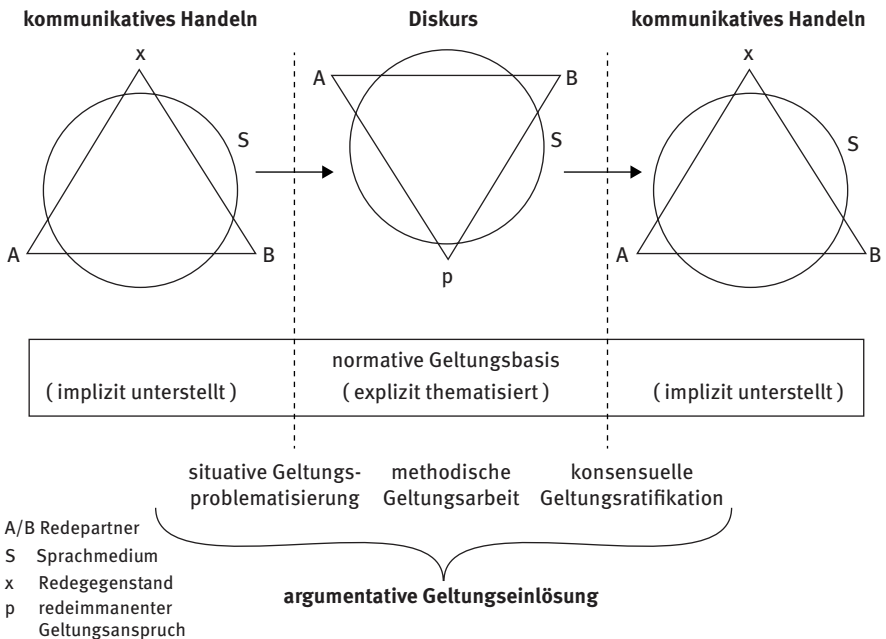 kommunikatives Handeln Diskurs kommunikatives Handeln
x A B x
S S S
A B p A B
normative Geltungsbasis
( implizit unterstellt ) ( explizit thematisiert ) ( implizit unterstellt )
situative Geltungs- methodische konsensuelle
problematisierung Geltungsarbeit Geltungsratifikation
argumentative Geltungseinlösung
A/B Redepartner
S Sprachmedium
x Redegegenstand
p redeimmanenter
Geltungsanspruch